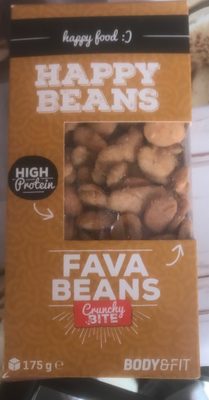 happy food :)
HAPPY
BEANS
HIGH
Protein
FAVA
BEANS
Crunchy
BITE
175 g e
BODY&FIT